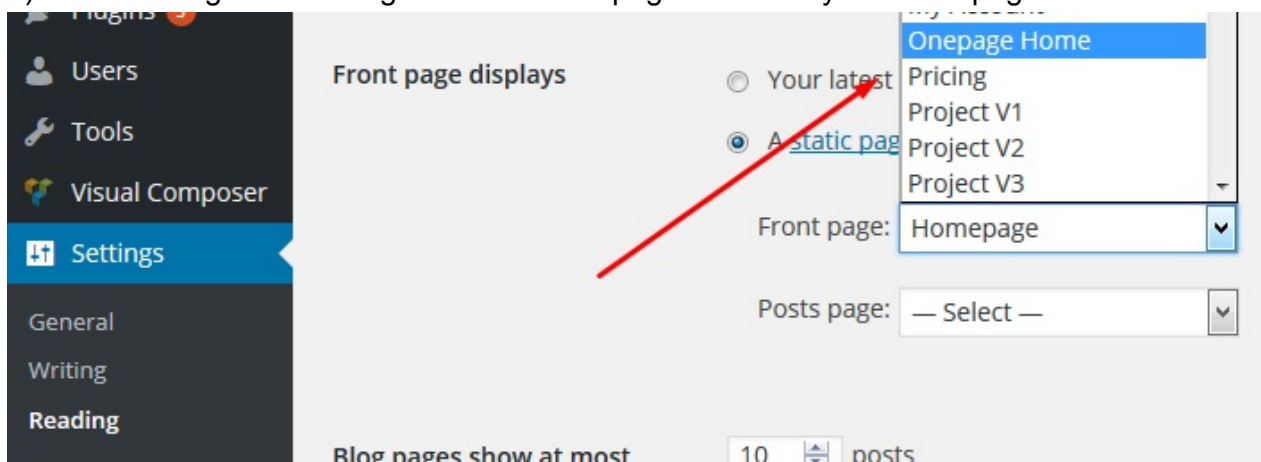 Plugins
Users
Tools
Visual Composer
Settings
General
Writing
Reading
Front page displays
Your latest
A static pag
My Account
Onepage Home
Pricing
Project V1
Project V2
Project V3
Front page: Homepage
Posts page: — Select —
Blog pages show at most 10 posts